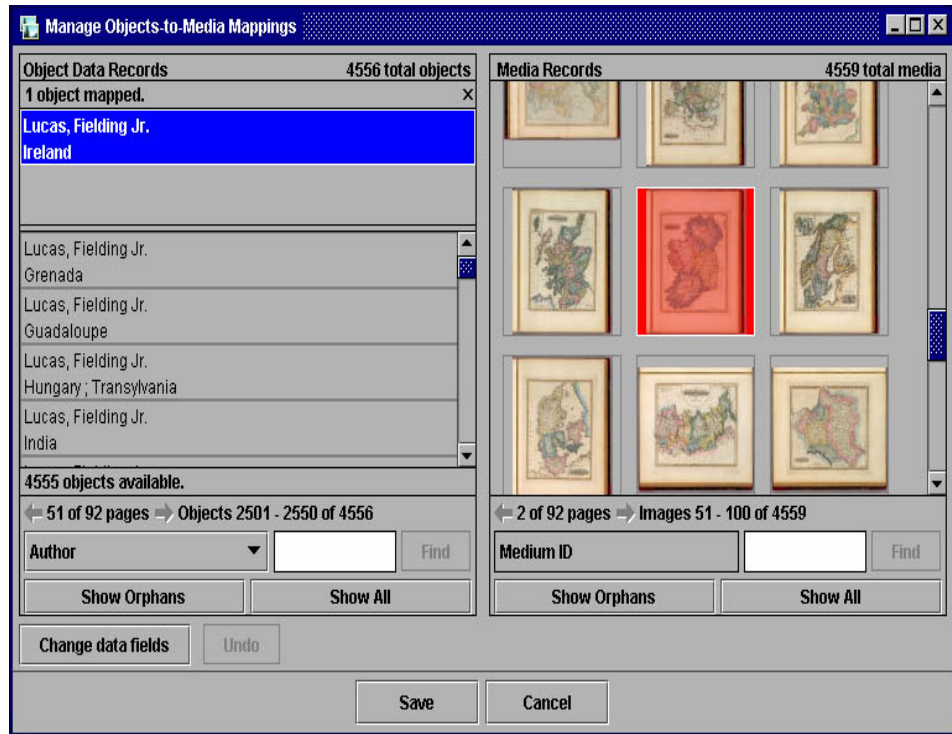 Manage Objects-to-Media Mappings
Object Data Records 4556 total objects
1 object mapped. X
Lucas, Fielding Jr.
Ireland
Lucas, Fielding Jr.
Grenada
Lucas, Fielding Jr.
Guadaloupe
Lucas, Fielding Jr.
Hungary ; Transylvania
Lucas, Fielding Jr.
India
4555 objects available.
51 of 92 pages Objects 2501 - 2550 of 4556
Author Find
Show Orphans Show All
Media Records 4559 total media
2 of 92 pages Images 51 - 100 of 4559
Medium ID Find
Show Orphans Show All
Change data fields Undo
Save Cancel